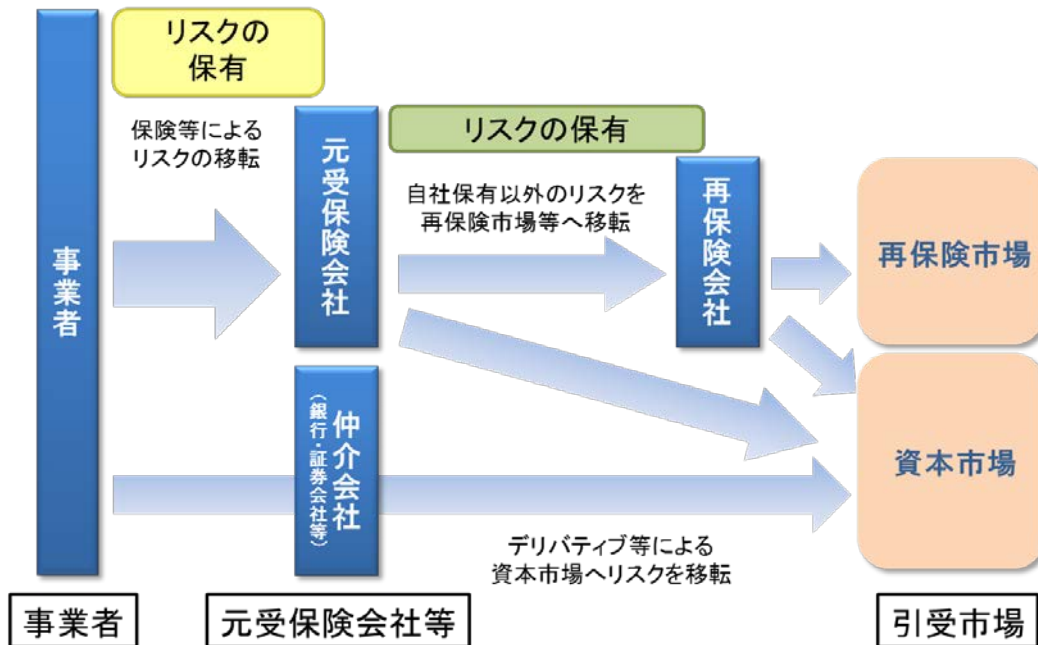 リスクの
保有
保険等による
リスクの移転
事業者
元受保険会社
リスクの保有
自社保有以外のリスクを
再保険市場等へ移転
再保険会社
再保険市場
仲介会社
（銀行・証券会社等）
資本市場
デリバティブ等による
資本市場へリスクを移転
事業者
元受保険会社等
引受市場